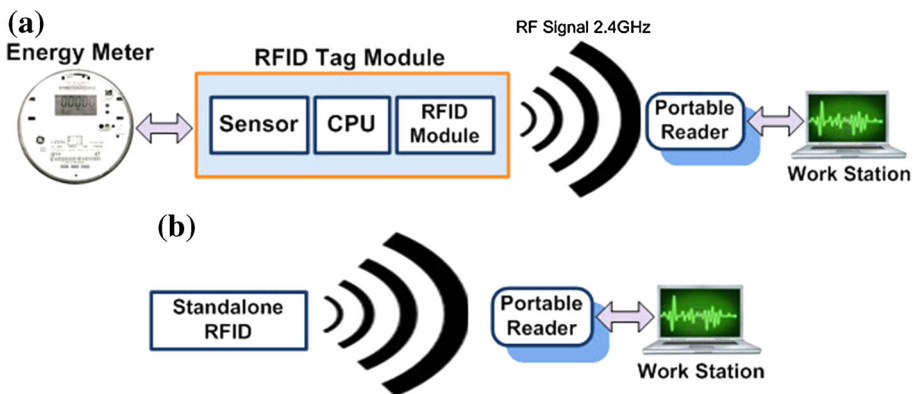 (a)
RF Signal 2.4GHz
Energy Meter
RFID Tag Module
Sensor
CPU
RFID
Module
Portable
Reader
Work Station
(b)
Standalone
RFID
Portable
Reader
Work Station